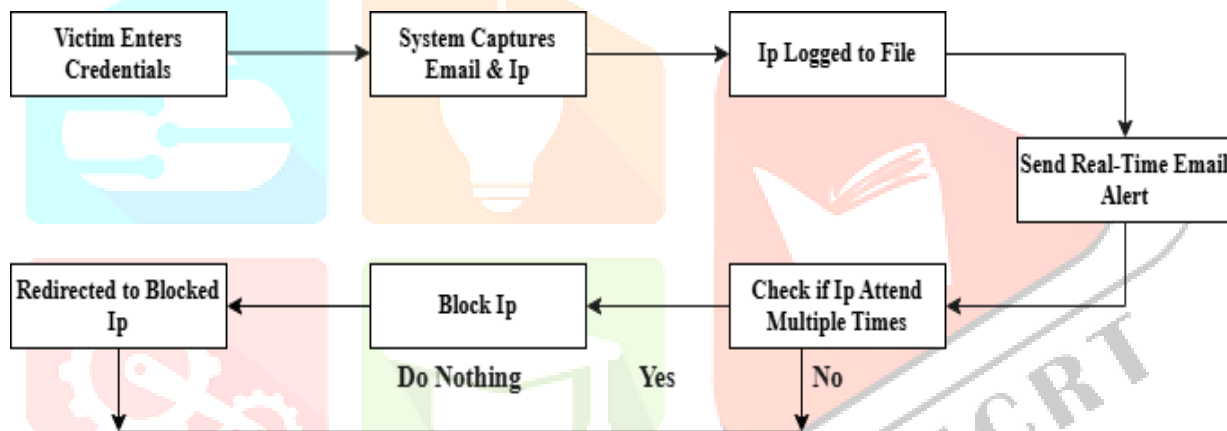 Victim Enters
Credentials
System Captures
Email & Ip
Ip Logged to File
Send Real-Time Email
Alert
Redirected to Blocked
Ip
Block Ip
Check if Ip Attend
Multiple Times
Do Nothing
Yes
No
CRT